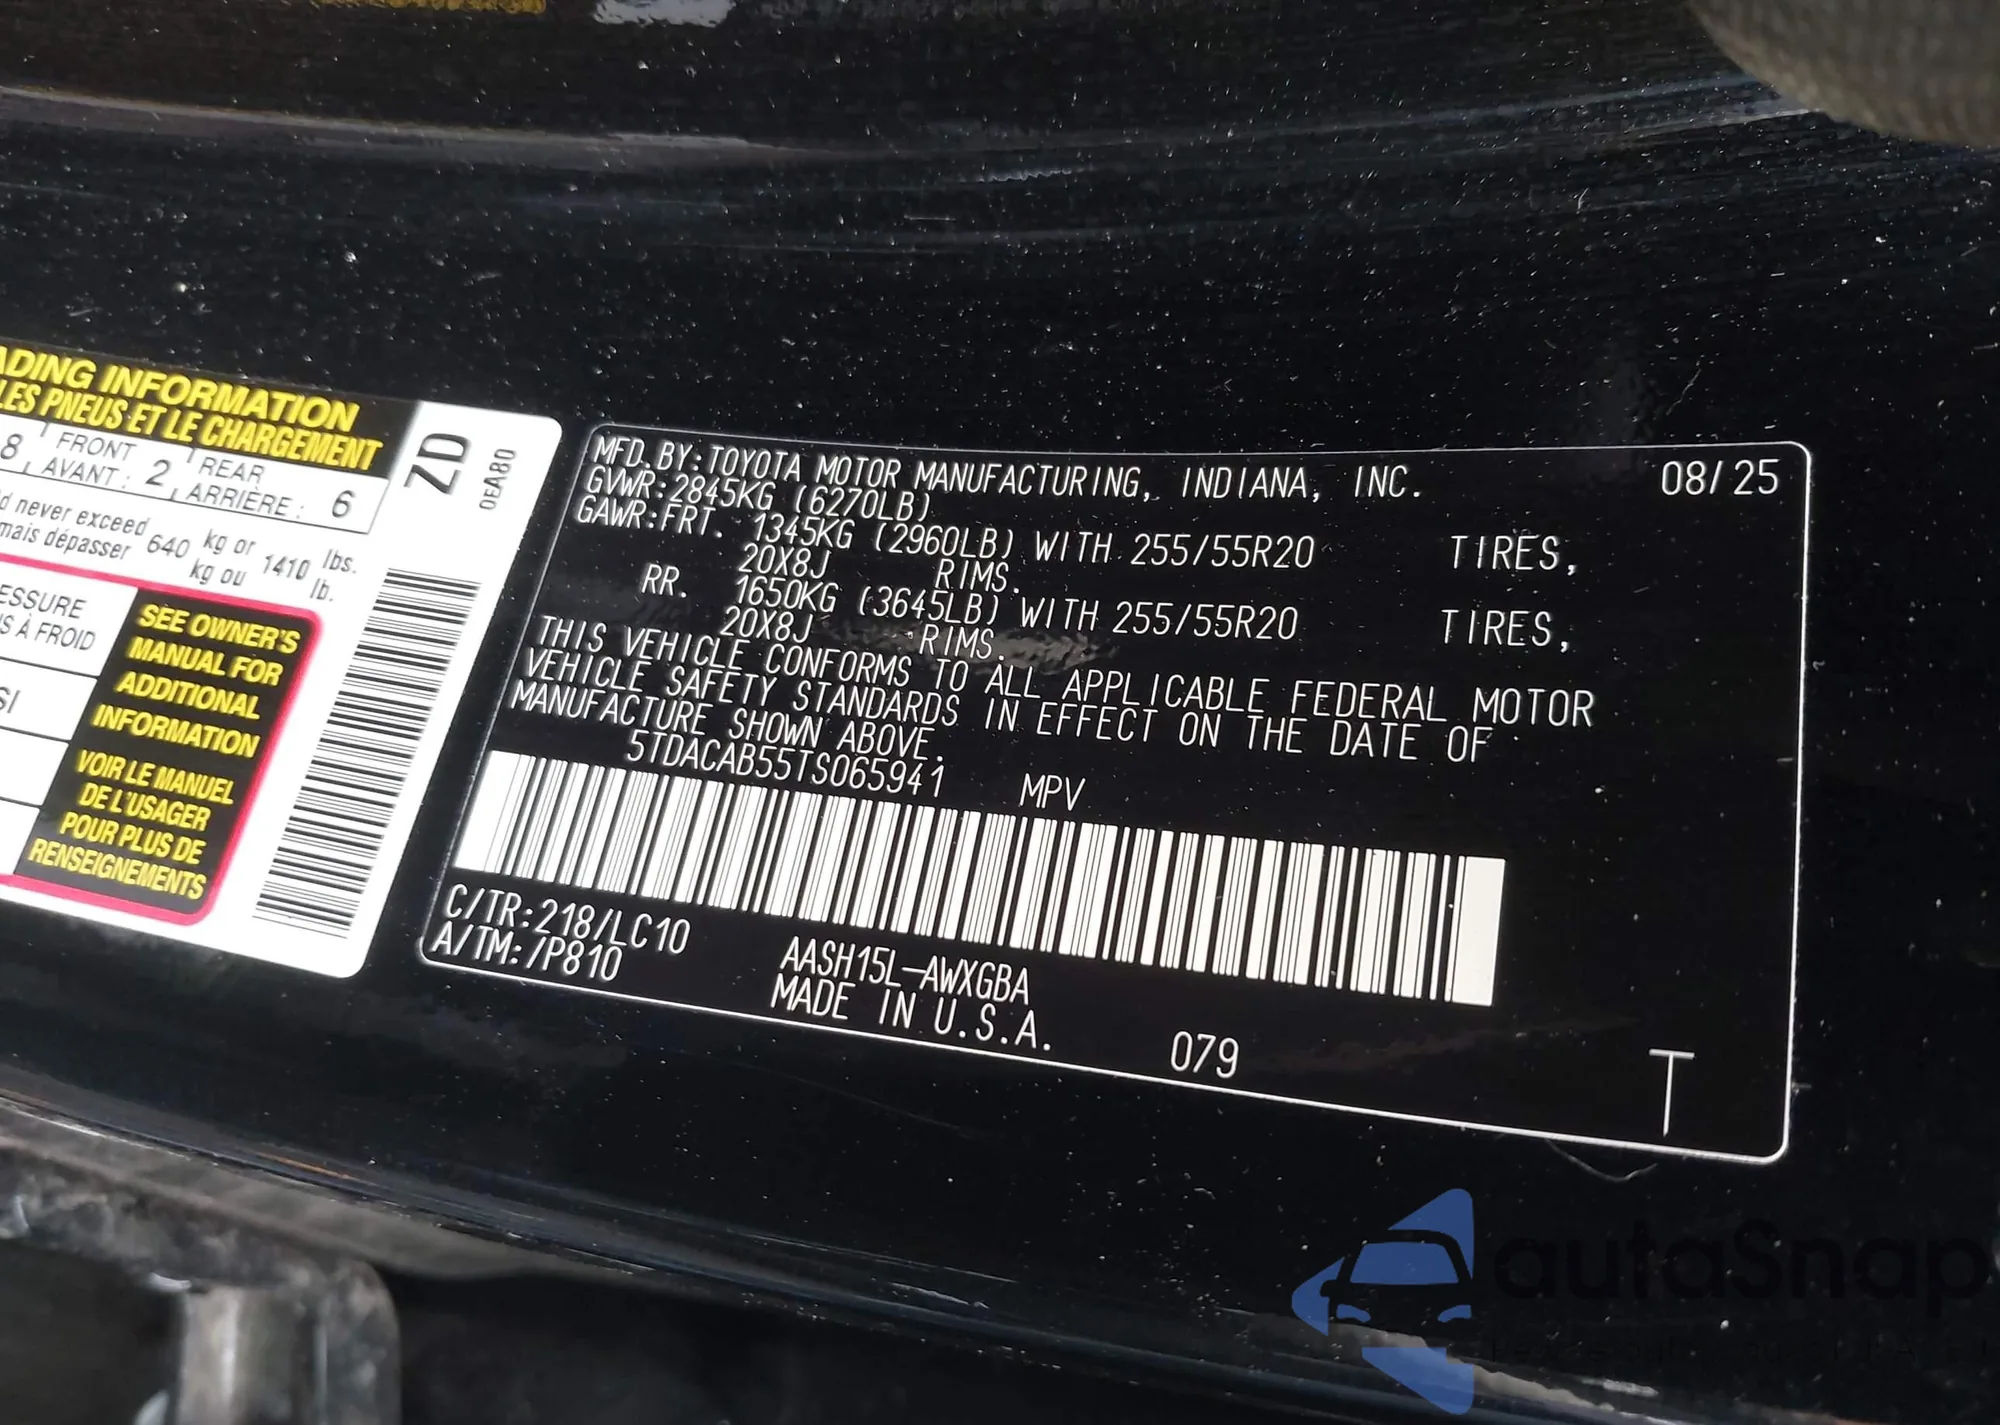 ADING INFORMATION
LES PNEUS ET LE CHARGEMENT
8, FRONT AVANT : 2, REAR ARRIÈRE : 6
d never exceed 640 kg or 1410 lbs.
mais dépasser kg ou lb.
ESSURE
S À FROID
SI
SEE OWNER'S
MANUAL FOR
ADDITIONAL
INFORMATION
VOIR LE MANUEL
DE L'USAGER
POUR PLUS DE
RENSEIGNEMENTS
ZD
0EA80
MFD. BY: TOYOTA MOTOR MANUFACTURING, INDIANA, INC. 08/25
GVWR:2845KG (6270LB)
GAWR:FRT. 1345KG (2960LB) WITH 255/55R20 TIRES,
20X8J RIMS.
RR. 1650KG (3645LB) WITH 255/55R20 TIRES,
20X8J RIMS.
THIS VEHICLE CONFORMS TO ALL APPLICABLE FEDERAL MOTOR
VEHICLE SAFETY STANDARDS IN EFFECT ON THE DATE OF
MANUFACTURE SHOWN ABOVE.
5TDACAB55TS065941 MPV
C/TR:218/LC10
A/TM:/P810
AASH15L-AWXGBA
MADE IN U.S.A.
079
T
autoSnap